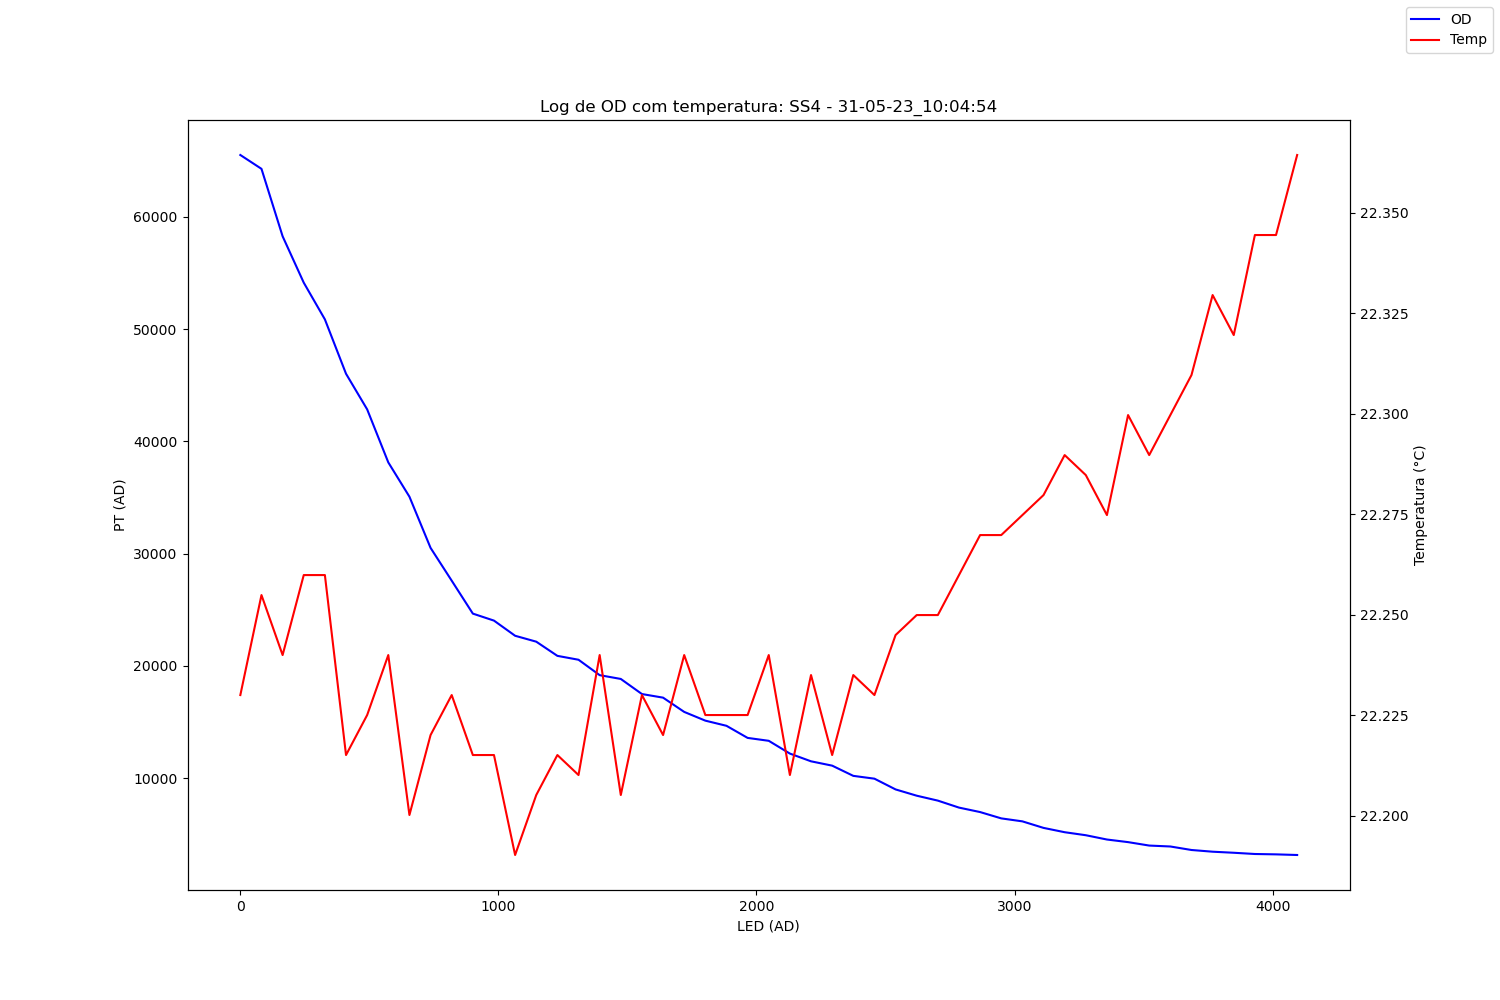 OD
Temp
Log de OD com temperatura: SS4 - 31-05-23_10:04:54
60000
50000
40000
30000
20000
10000
PT (AD)
22.350
22.325
22.300
22.275
22.250
22.225
22.200
Temperatura (°C)
0 1000 2000 3000 4000
LED (AD)